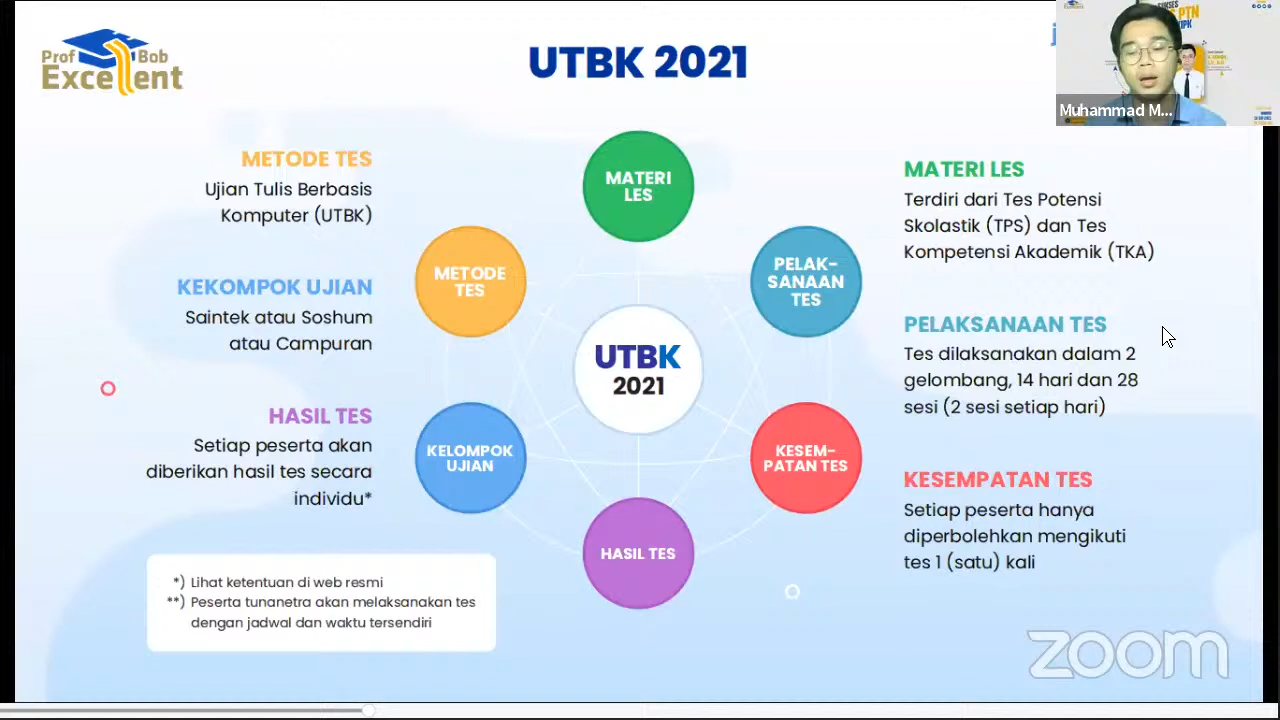 Prof Bob
Excellent
UTBK 2021
Muhammad M...
METODE TES
Ujian Tulis Berbasis
Komputer (UTBK)
KEKOMPOK UJIAN
Saintek atau Soshum
atau Campuran
HASIL TES
Setiap peserta akan
diberikan hasil tes secara
individu*
MATERI
LES
METODE
TES
PELAK-
SANAAN
TES
UTBK
2021
KELOMPOK
UJIAN
KESEM-
PATAN TES
HASIL TES
MATERI LES
Terdiri dari Tes Potensi
Skolastik (TPS) dan Tes
Kompetensi Akademik (TKA)
PELAKSANAAN TES
Tes dilaksanakan dalam 2
gelombang, 14 hari dan 28
sesi (2 sesi setiap hari)
KESEMPATAN TES
Setiap peserta hanya
diperbolehkan mengikuti
tes 1 (satu) kali
*) Lihat ketentuan di web resmi
**) Peserta tunanetra akan melaksanakan tes
dengan jadwal dan waktu tersendiri
zoom